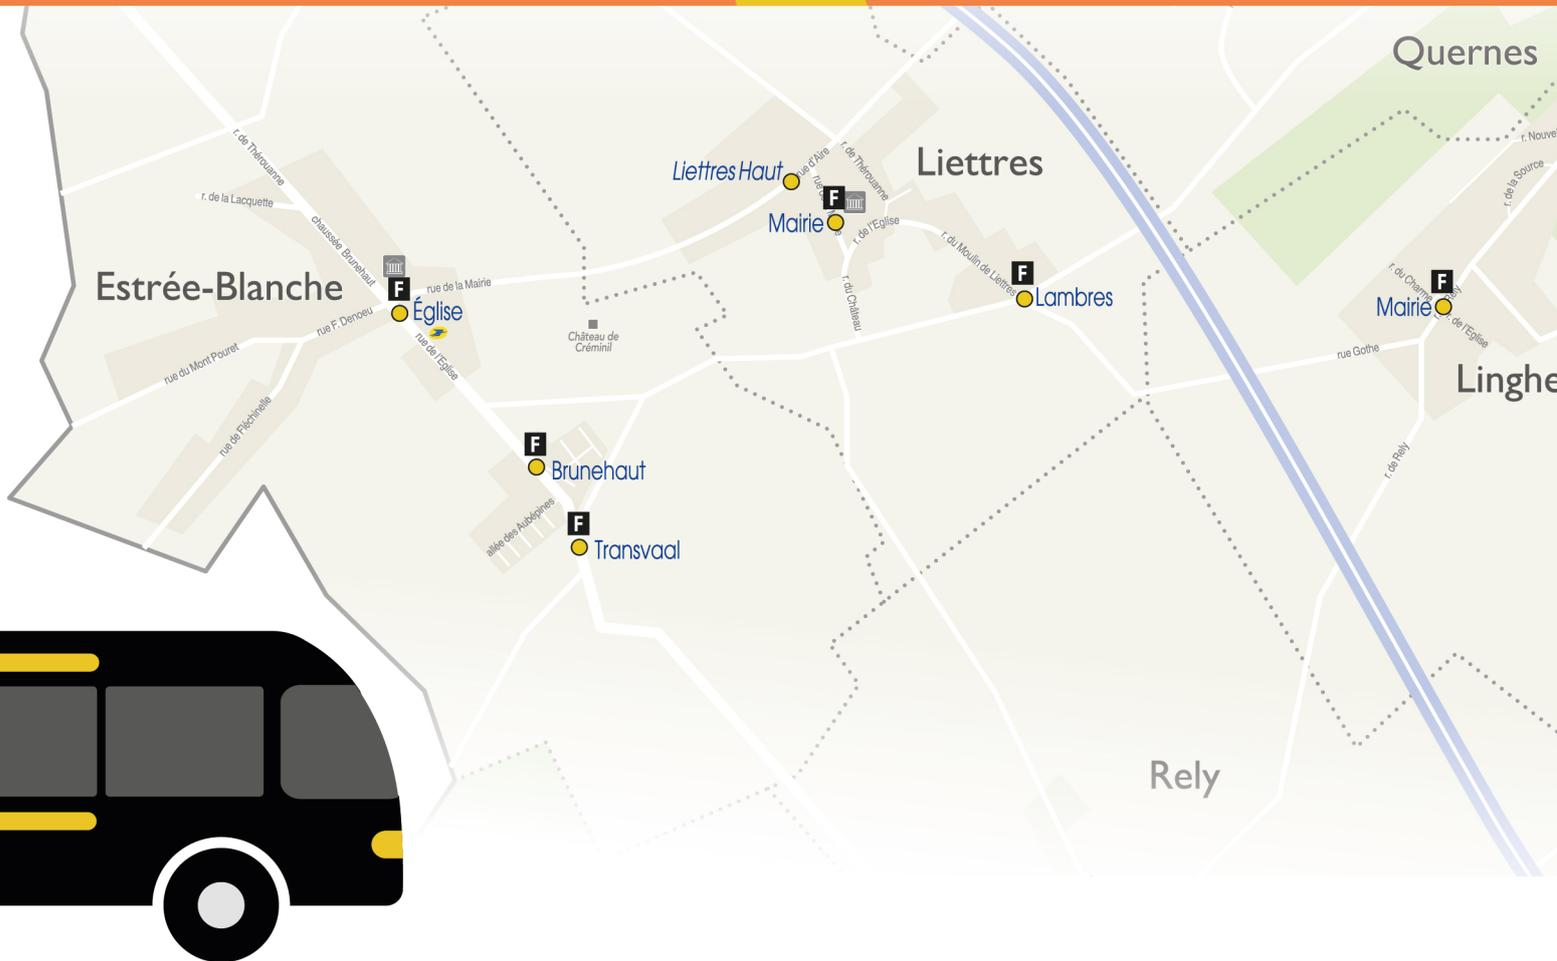 Quernes
r. de Thérouanne
rue d'Aire
r. de Thérouanne
Liettres Haut
Liettres
r. de la Lacquette
F
Mairie
r. de l'Eglise
r. du Moulin de Liettres
chaussée Brunehaut
r. de la Source
Estrée-Blanche
F
Église
rue de la Mairie
rue F. Denoeu
r. du Château
F
Lambres
r. du Charme
F
Mairie
r. de l'Eglise
Château de
Créminil
rue de l'Eglise
rue du Mont Pouret
rue Gothe
Linghe
rue de Fléchinelle
F
Brunehaut
r. de Rely
allée des Aubépines
F
Transvaal
Rely